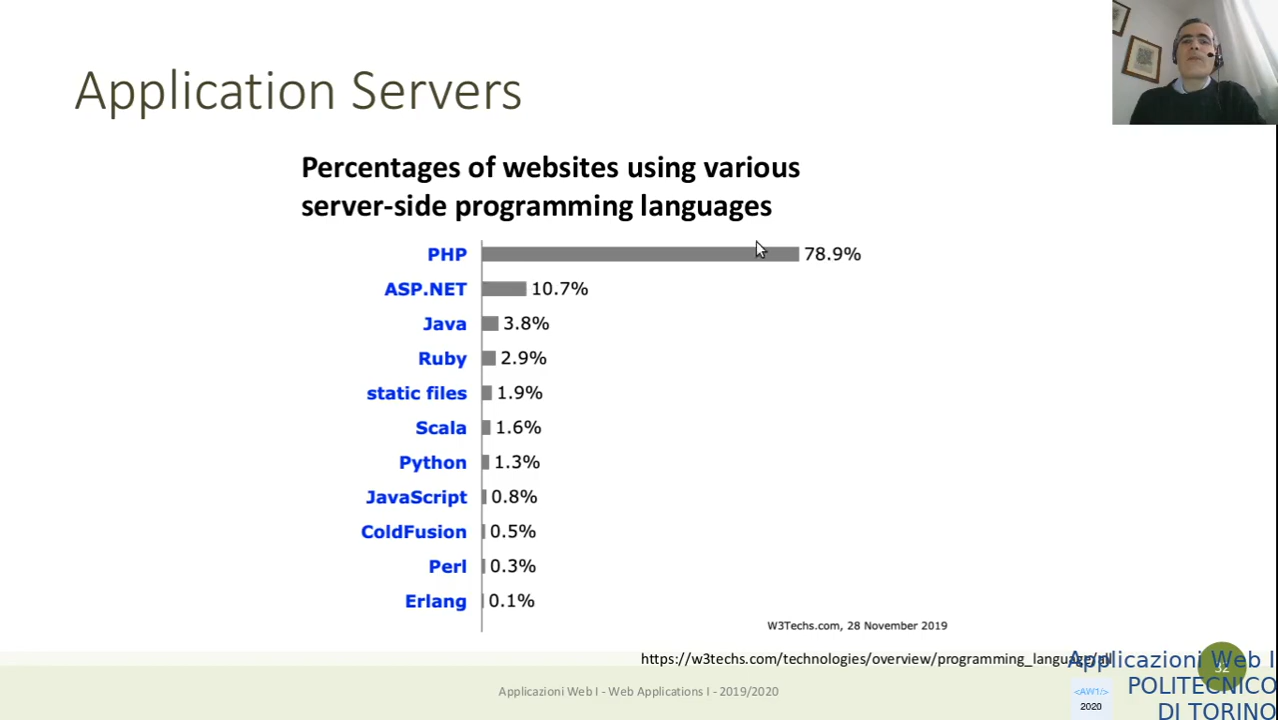 Application Servers
Percentages of websites using various
server-side programming languages
PHP 78.9%
ASP.NET 10.7%
Java 3.8%
Ruby 2.9%
static files 1.9%
Scala 1.6%
Python 1.3%
JavaScript 0.8%
ColdFusion 0.5%
Perl 0.3%
Erlang 0.1%
W3Techs.com, 28 November 2019
https://w3techs.com/technologies/overview/programming_language/all
32
Applicazioni Web I - Web Applications I - 2019/2020
Applicazioni Web I
POLITECNICO
DI TORINO
<AW1/>
2020